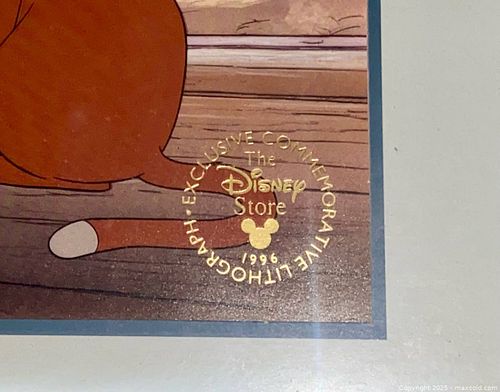 EXCLUSIVE COMMEMORATIVE LITHOGRAPH •
The
Disney
Store
1996
Copyright 2025 - maxsold.com